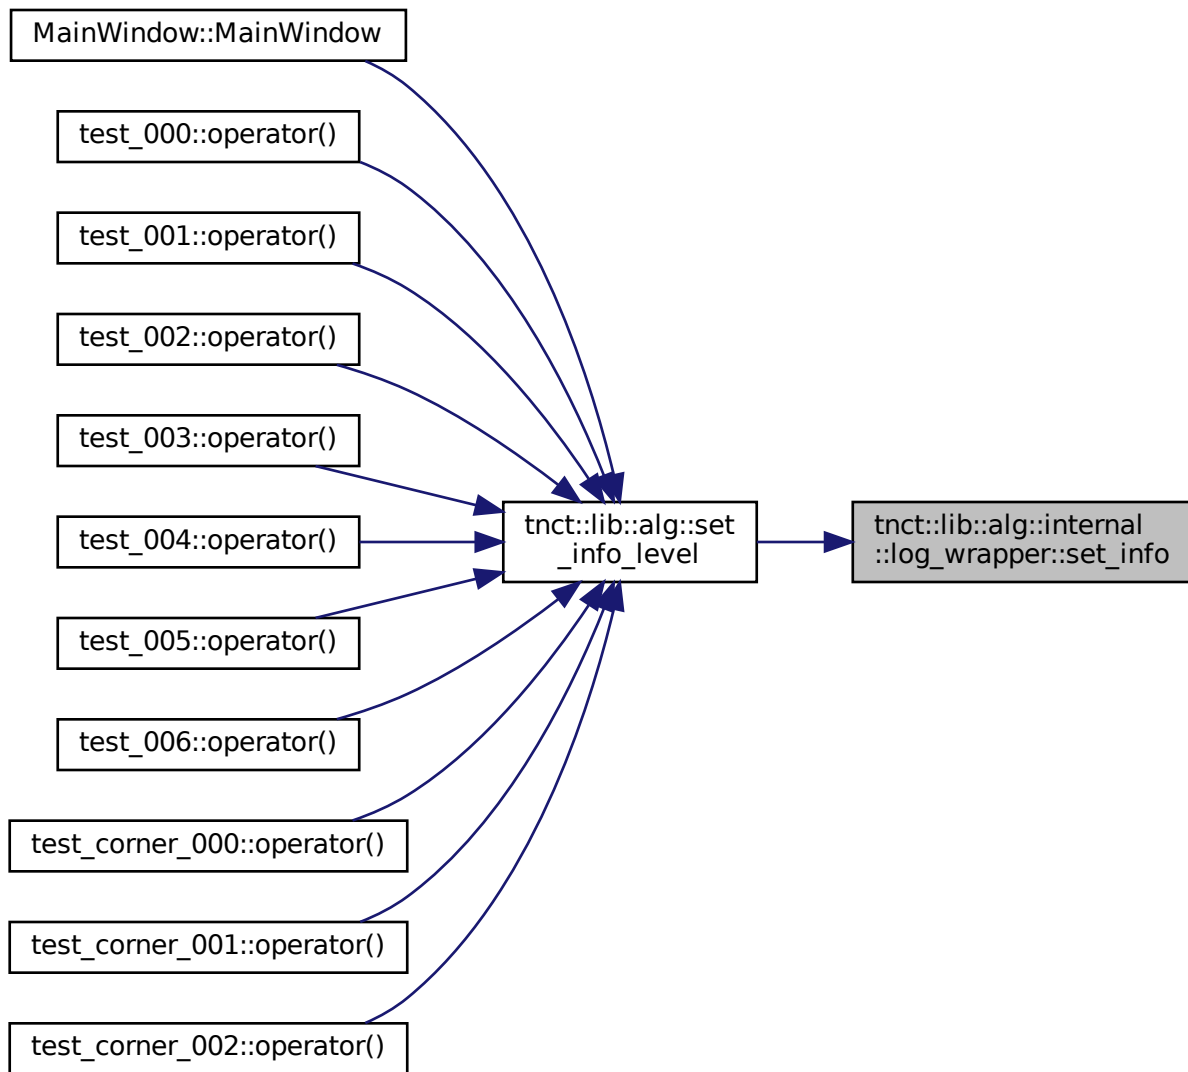 MainWindow::MainWindow
test_000::operator()
test_001::operator()
test_002::operator()
test_003::operator()
test_004::operator()
test_005::operator()
test_006::operator()
test_corner_000::operator()
test_corner_001::operator()
test_corner_002::operator()
tnct::lib::alg::set
_info_level
tnct::lib::alg::internal
::log_wrapper::set_info